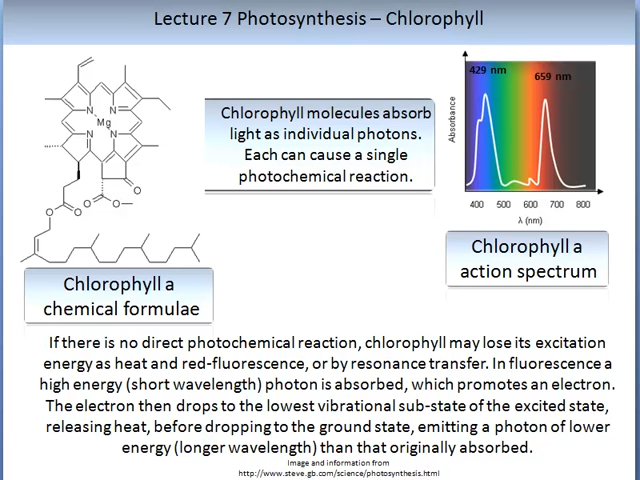 Lecture 7 Photosynthesis – Chlorophyll
N
N
Mg
N
N
O
O
O
O
O
Chlorophyll a
chemical formulae
Chlorophyll molecules absorb
light as individual photons.
Each can cause a single
photochemical reaction.
429 nm
659 nm
Absorbance
400 500 600 700 800
λ (nm)
Chlorophyll a
action spectrum
If there is no direct photochemical reaction, chlorophyll may lose its excitation
energy as heat and red-fluorescence, or by resonance transfer. In fluorescence a
high energy (short wavelength) photon is absorbed, which promotes an electron.
The electron then drops to the lowest vibrational sub-state of the excited state,
releasing heat, before dropping to the ground state, emitting a photon of lower
energy (longer wavelength) than that originally absorbed.
Image and information from
http://www.steve.gb.com/science/photosynthesis.html